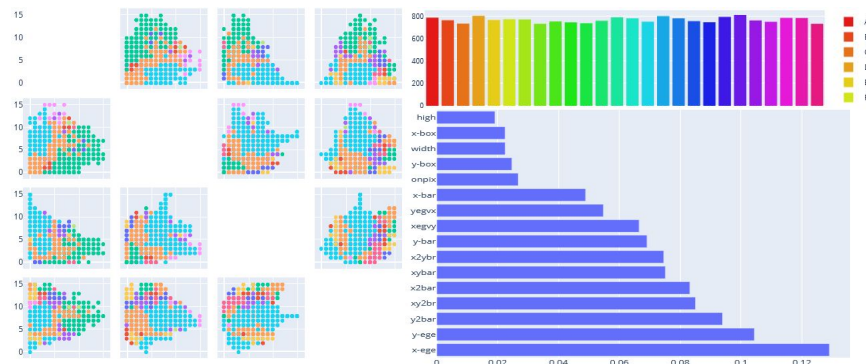 15
10
5
0
15
10
5
0
15
10
5
0
15
10
5
0
800
600
400
200
0
high
x-box
width
y-box
onpix
x-bar
yegvx
xegvy
y-bar
x2ybr
xybar
x2bar
xy2br
y2bar
y-ege
x-ege
0 0.02 0.04 0.06 0.08 0.1 0.12